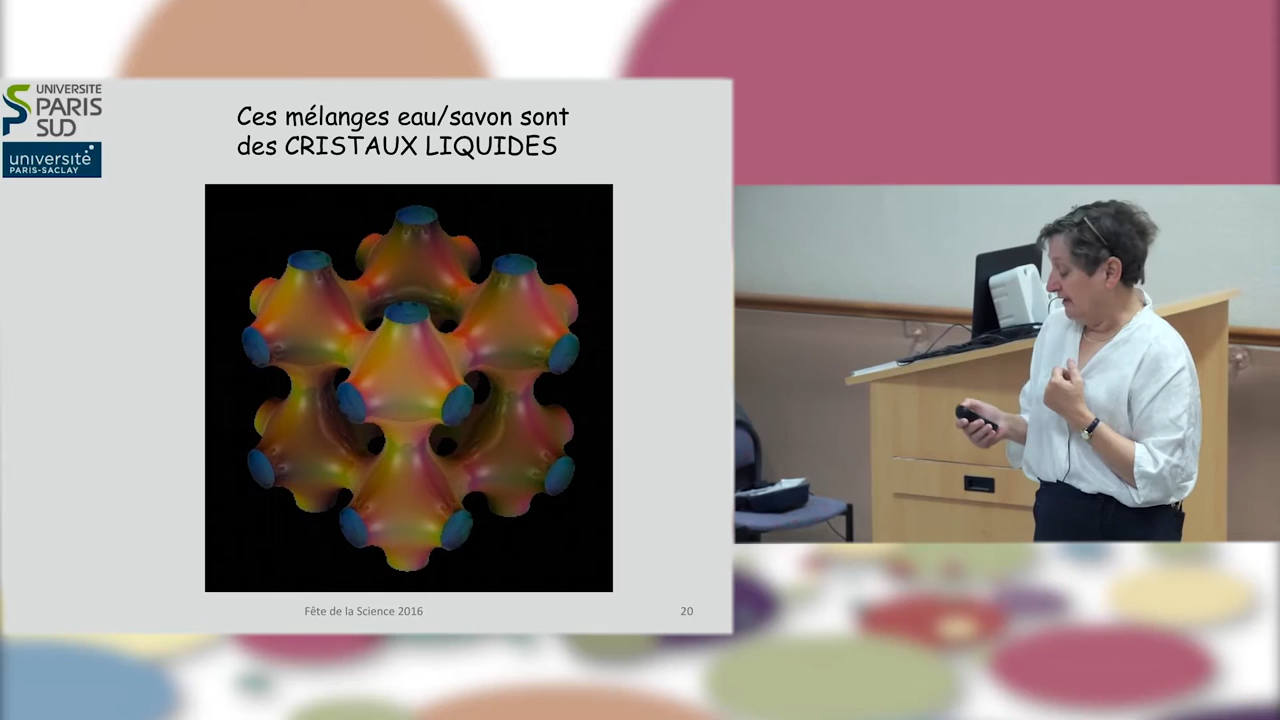 UNIVERSITÉ
PARIS
SUD
université
PARIS-SACLAY
Ces mélanges eau/savon sont
des CRISTAUX LIQUIDES
Fête de la Science 2016
20